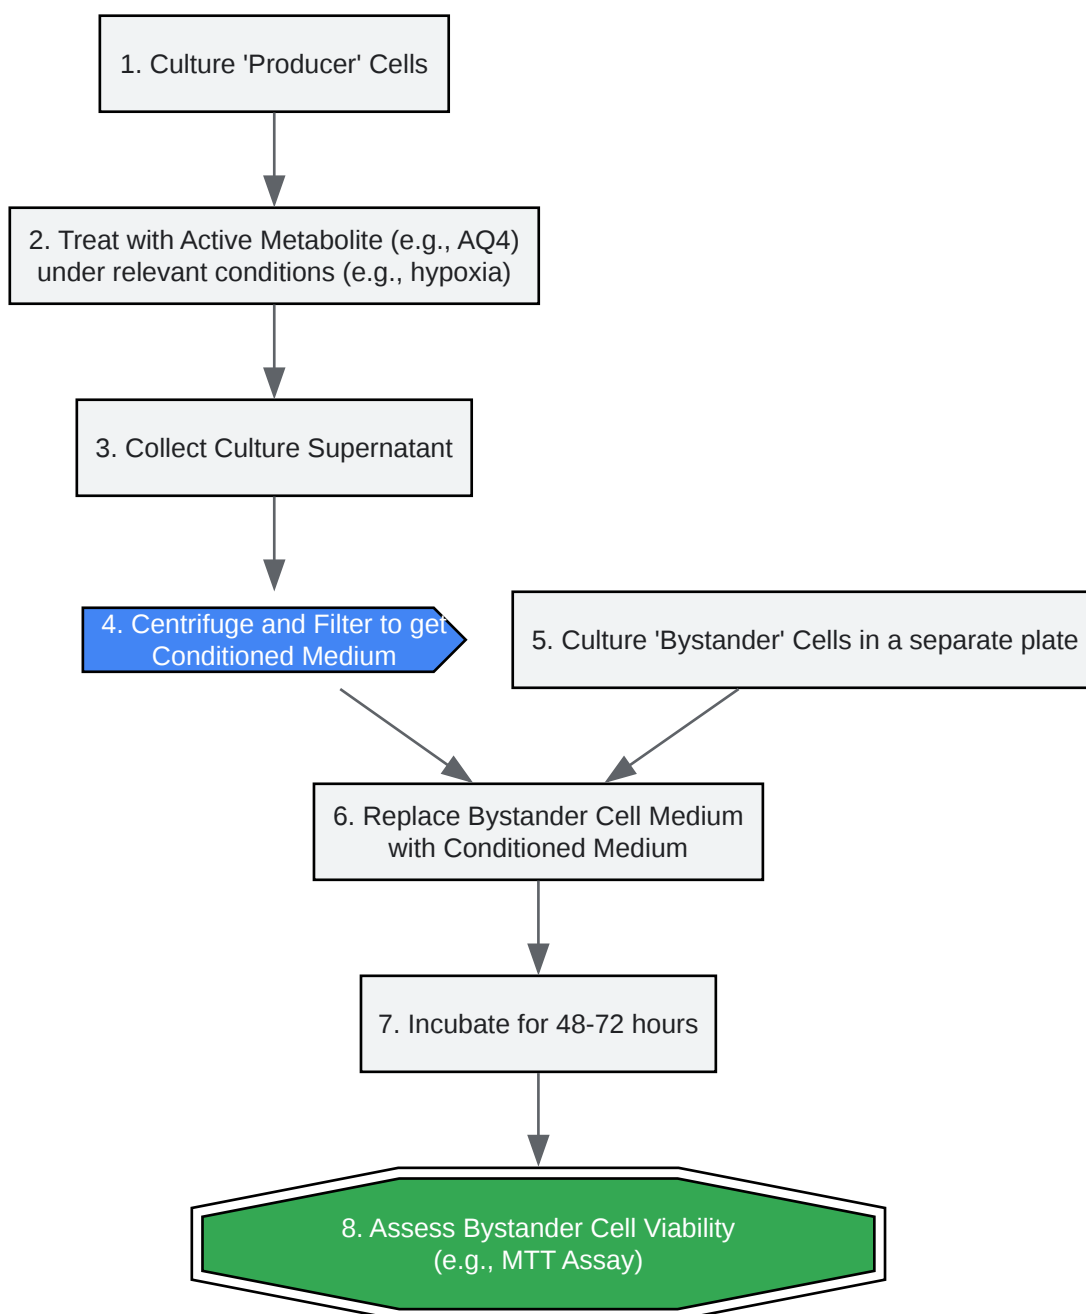 1. Culture 'Producer' Cells
2. Treat with Active Metabolite (e.g., AQ4)
under relevant conditions (e.g., hypoxia)
3. Collect Culture Supernatant
4. Centrifuge and Filter to get
Conditioned Medium
5. Culture 'Bystander' Cells in a separate plate
6. Replace Bystander Cell Medium
with Conditioned Medium
7. Incubate for 48-72 hours
8. Assess Bystander Cell Viability
(e.g., MTT Assay)